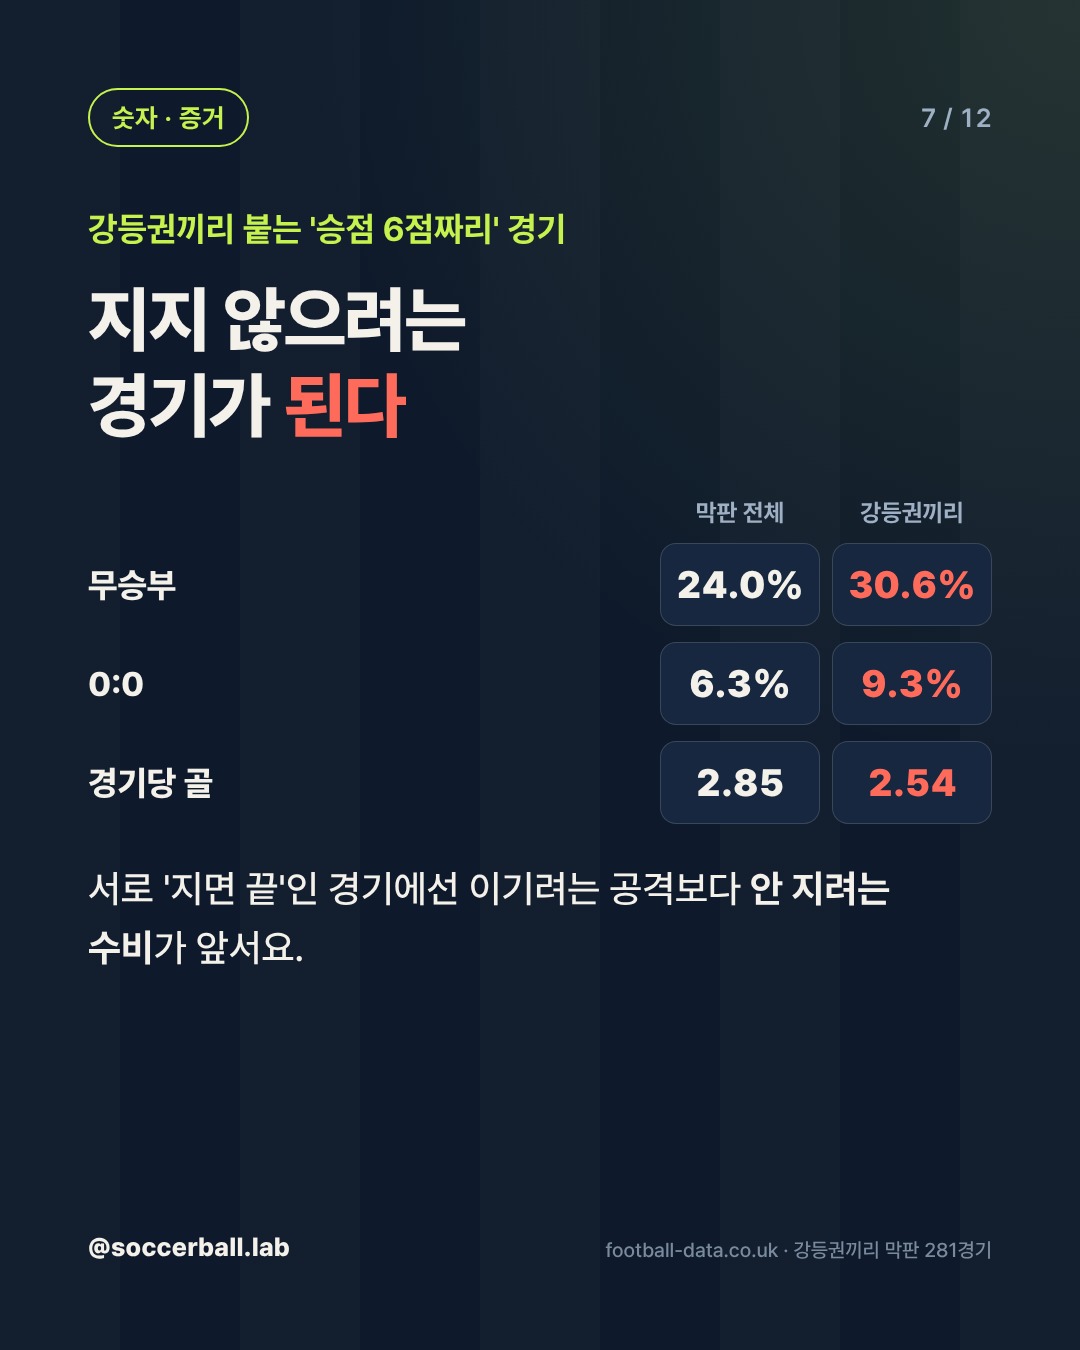 숫자 · 증거
7 / 12
강등권끼리 붙는 '승점 6점짜리' 경기
지지 않으려는
경기가 된다
막판 전체 강등권끼리
무승부 24.0% 30.6%
0:0 6.3% 9.3%
경기당 골 2.85 2.54
서로 '지면 끝'인 경기에선 이기려는 공격보다 안 지려는
수비가 앞서요.
@soccerball.lab
football-data.co.uk · 강등권끼리 막판 281경기